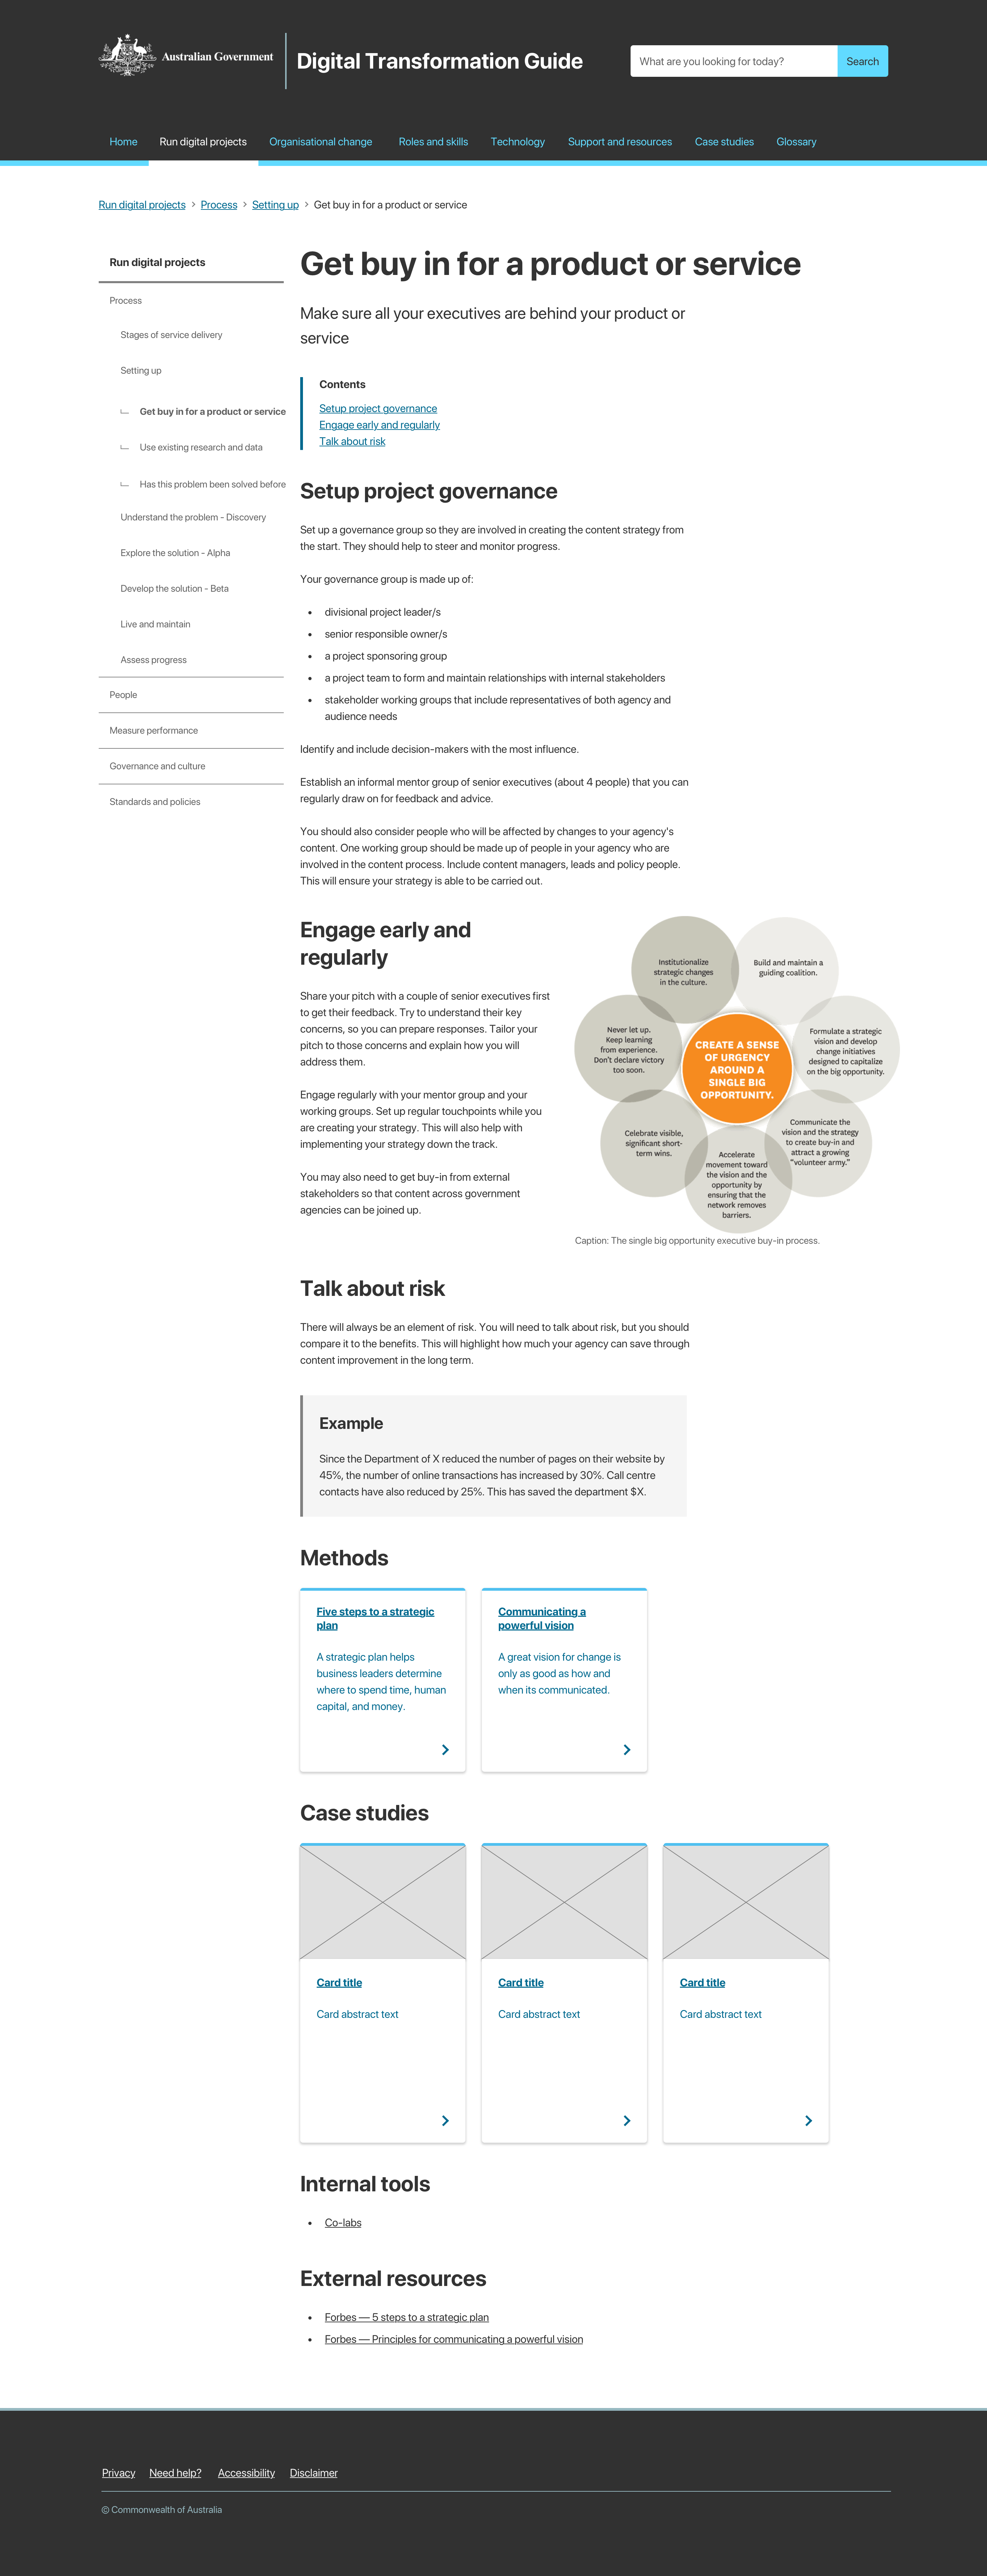 Australian Government
Digital Transformation Guide
What are you looking for today?
Search
Home
Run digital projects
Organisational change
Roles and skills
Technology
Support and resources
Case studies
Glossary
Run digital projects > Process > Setting up > Get buy in for a product or service
Run digital projects
Process
Stages of service delivery
Setting up
Get buy in for a product or service
Use existing research and data
Has this problem been solved before
Understand the problem - Discovery
Explore the solution - Alpha
Develop the solution - Beta
Live and maintain
Assess progress
People
Measure performance
Governance and culture
Standards and policies
Get buy in for a product or service
Make sure all your executives are behind your product or
service
Contents
Setup project governance
Engage early and regularly
Talk about risk
Setup project governance
Set up a governance group so they are involved in creating the content strategy from
the start. They should help to steer and monitor progress.
Your governance group is made up of:
• divisional project leader/s
• senior responsible owner/s
• a project sponsoring group
• a project team to form and maintain relationships with internal stakeholders
• stakeholder working groups that include representatives of both agency and
audience needs
Identify and include decision-makers with the most influence.
Establish an informal mentor group of senior executives (about 4 people) that you can
regularly draw on for feedback and advice.
You should also consider people who will be affected by changes to your agency's
content. One working group should be made up of people in your agency who are
involved in the content process. Include content managers, leads and policy people.
This will ensure your strategy is able to be carried out.
Engage early and
regularly
Share your pitch with a couple of senior executives first
to get their feedback. Try to understand their key
concerns, so you can prepare responses. Tailor your
pitch to those concerns and explain how you will
address them.
Engage regularly with your mentor group and your
working groups. Set up regular touchpoints while you
are creating your strategy. This will also help with
implementing your strategy down the track.
You may also need to get buy-in from external
stakeholders so that content across government
agencies can be joined up.
Institutionalize
strategic changes
in the culture.
Build and maintain a
guiding coalition.
Never let up.
Keep learning
from experience.
Don't declare victory
too soon.
CREATE A SENSE
OF URGENCY
AROUND A
SINGLE BIG
OPPORTUNITY.
Formulate a strategic
vision and develop
change initiatives
designed to capitalize
on the big opportunity.
Celebrate visible,
significant short-
term wins.
Communicate the
vision and the strategy
to create buy-in and
attract a growing
"volunteer army."
Accelerate
movement toward
the vision and the
opportunity by
ensuring that the
network removes
barriers.
Caption: The single big opportunity executive buy-in process.
Talk about risk
There will always be an element of risk. You will need to talk about risk, but you should
compare it to the benefits. This will highlight how much your agency can save through
content improvement in the long term.
Example
Since the Department of X reduced the number of pages on their website by
45%, the number of online transactions has increased by 30%. Call centre
contacts have also reduced by 25%. This has saved the department $X.
Methods
Five steps to a strategic
plan
A strategic plan helps
business leaders determine
where to spend time, human
capital, and money.
Communicating a
powerful vision
A great vision for change is
only as good as how and
when its communicated.
Case studies
Card title
Card abstract text
Card title
Card abstract text
Card title
Card abstract text
Internal tools
• Co-labs
External resources
• Forbes — 5 steps to a strategic plan
• Forbes — Principles for communicating a powerful vision
Privacy
Need help?
Accessibility
Disclaimer
© Commonwealth of Australia